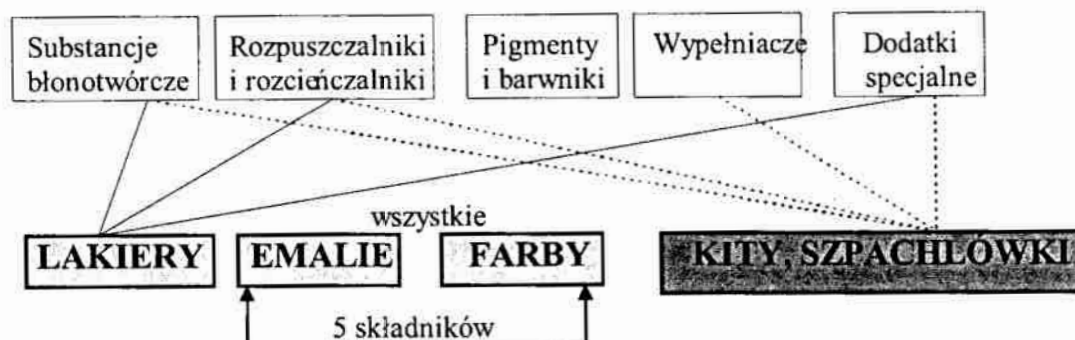 Substancje
błonotwórcze
Rozpuszczalniki
i rozcieńczalniki
Pigmenty
i barwniki
Wypełniacze
Dodatki
specjalne
wszystkie
LAKIERY
EMALIE
FARBY
KITY, SZPACHLÓWKI
5 składników